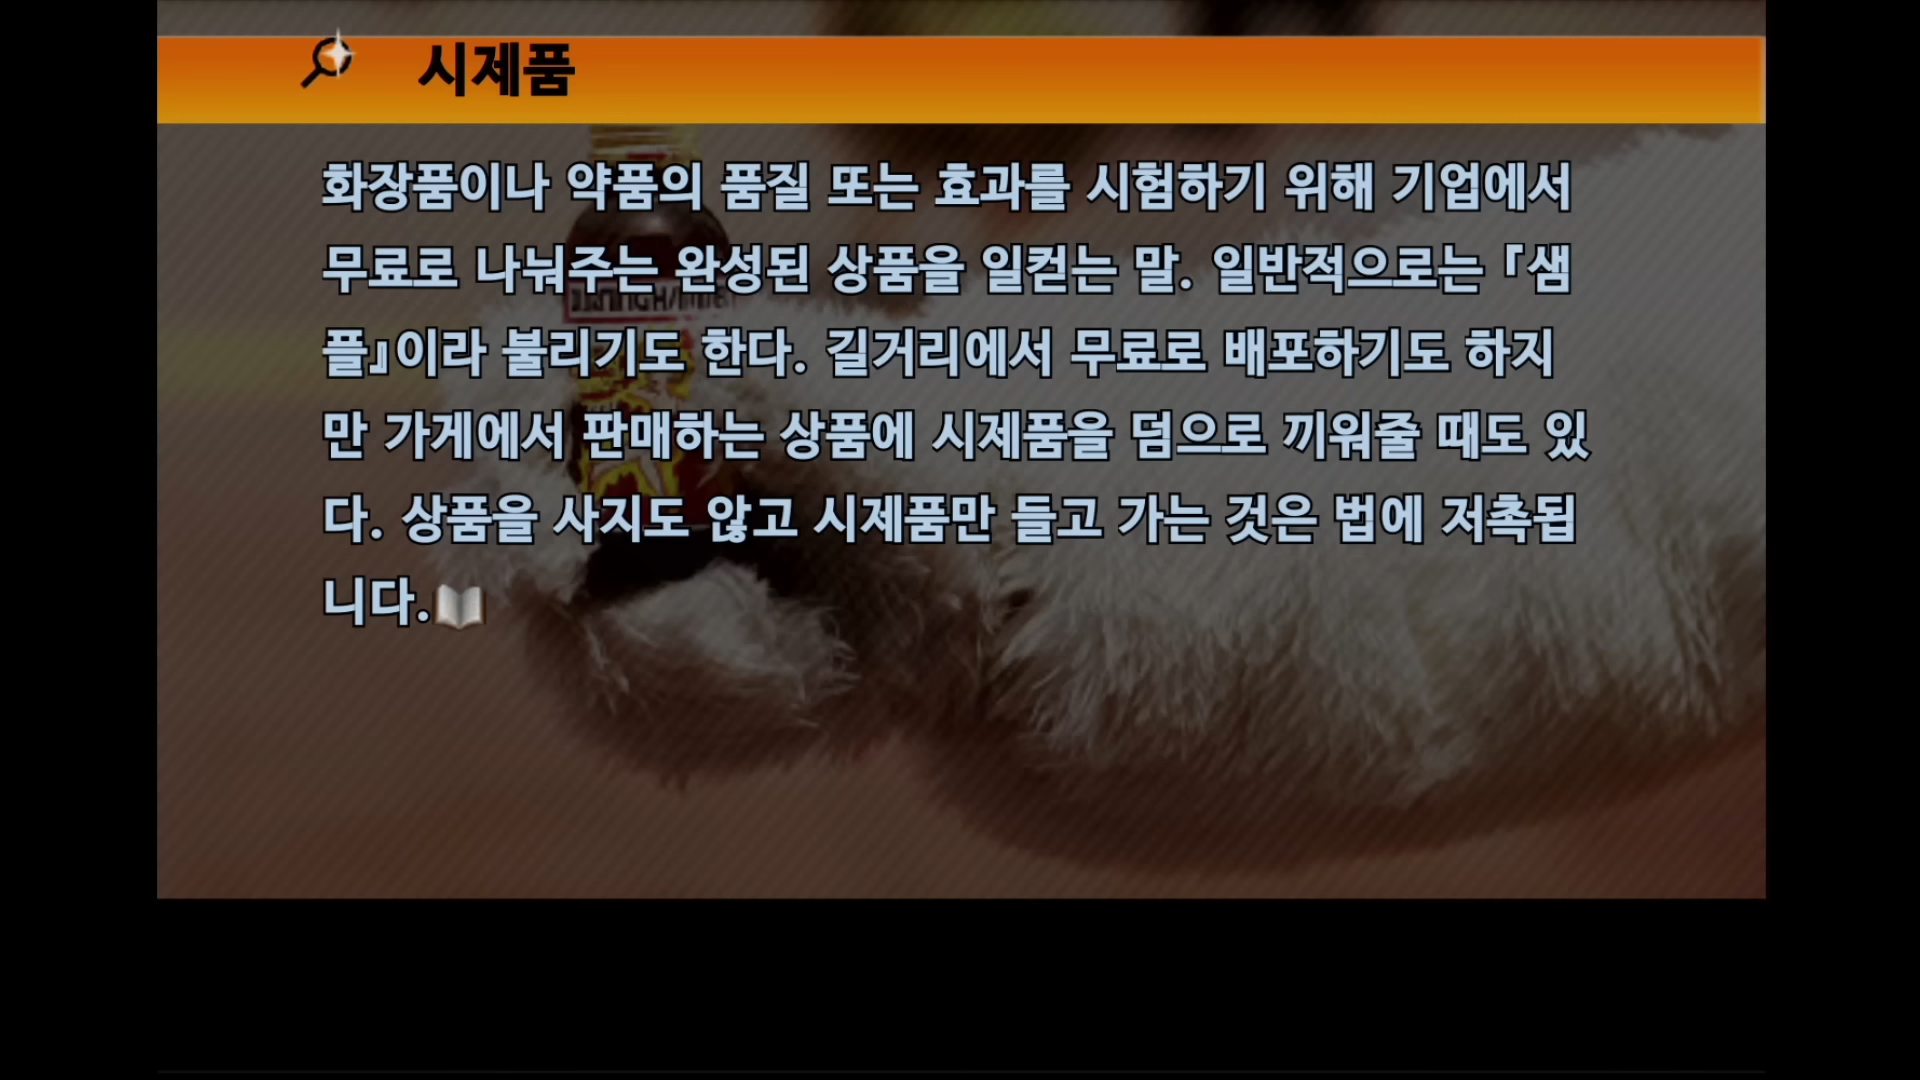 시제품
화장품이나 약품의 품질 또는 효과를 시험하기 위해 기업에서
무료로 나눠주는 완성된 상품을 일컫는 말. 일반적으로는 『샘
플』이라 불리기도 한다. 길거리에서 무료로 배포하기도 하지
만 가게에서 판매하는 상품에 시제품을 덤으로 끼워줄 때도 있
다. 상품을 사지도 않고 시제품만 들고 가는 것은 법에 저촉됩
니다.